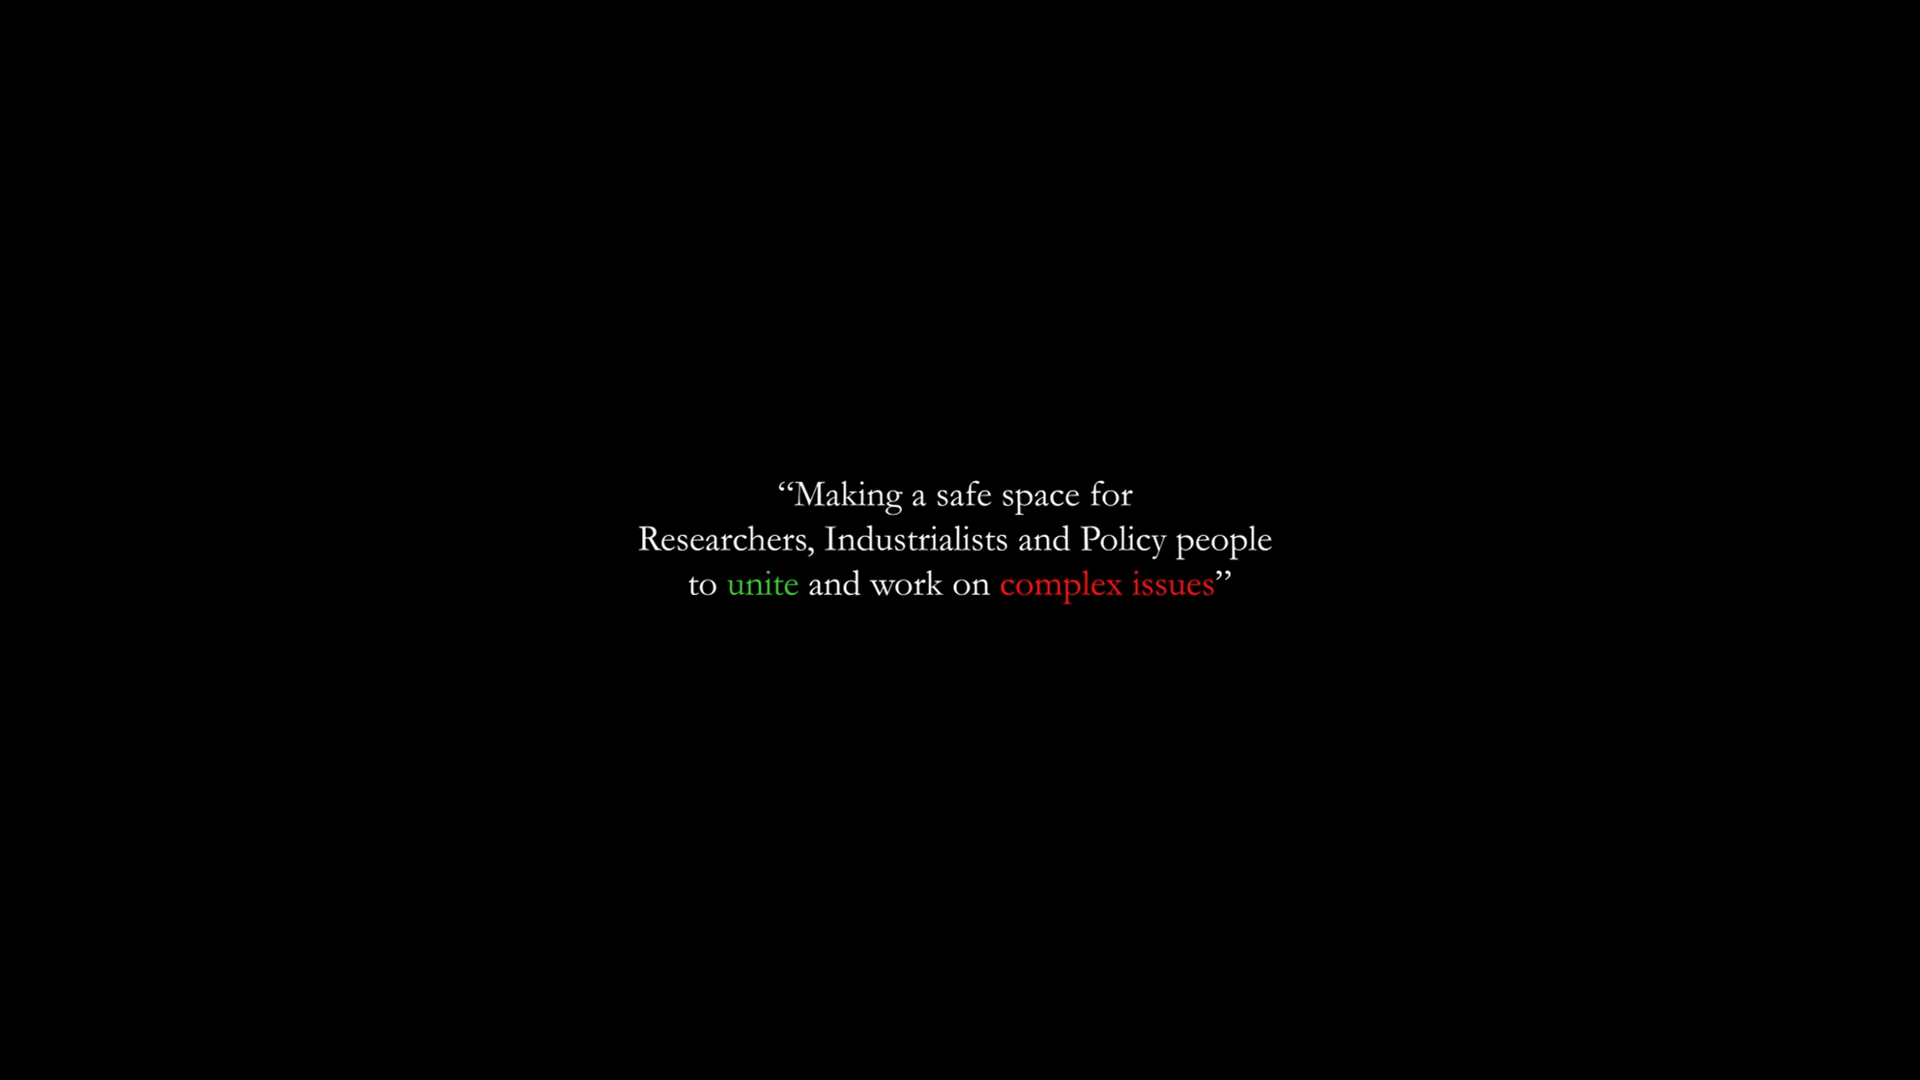 “Making a safe space for
Researchers, Industrialists and Policy people
to unite and work on complex issues”